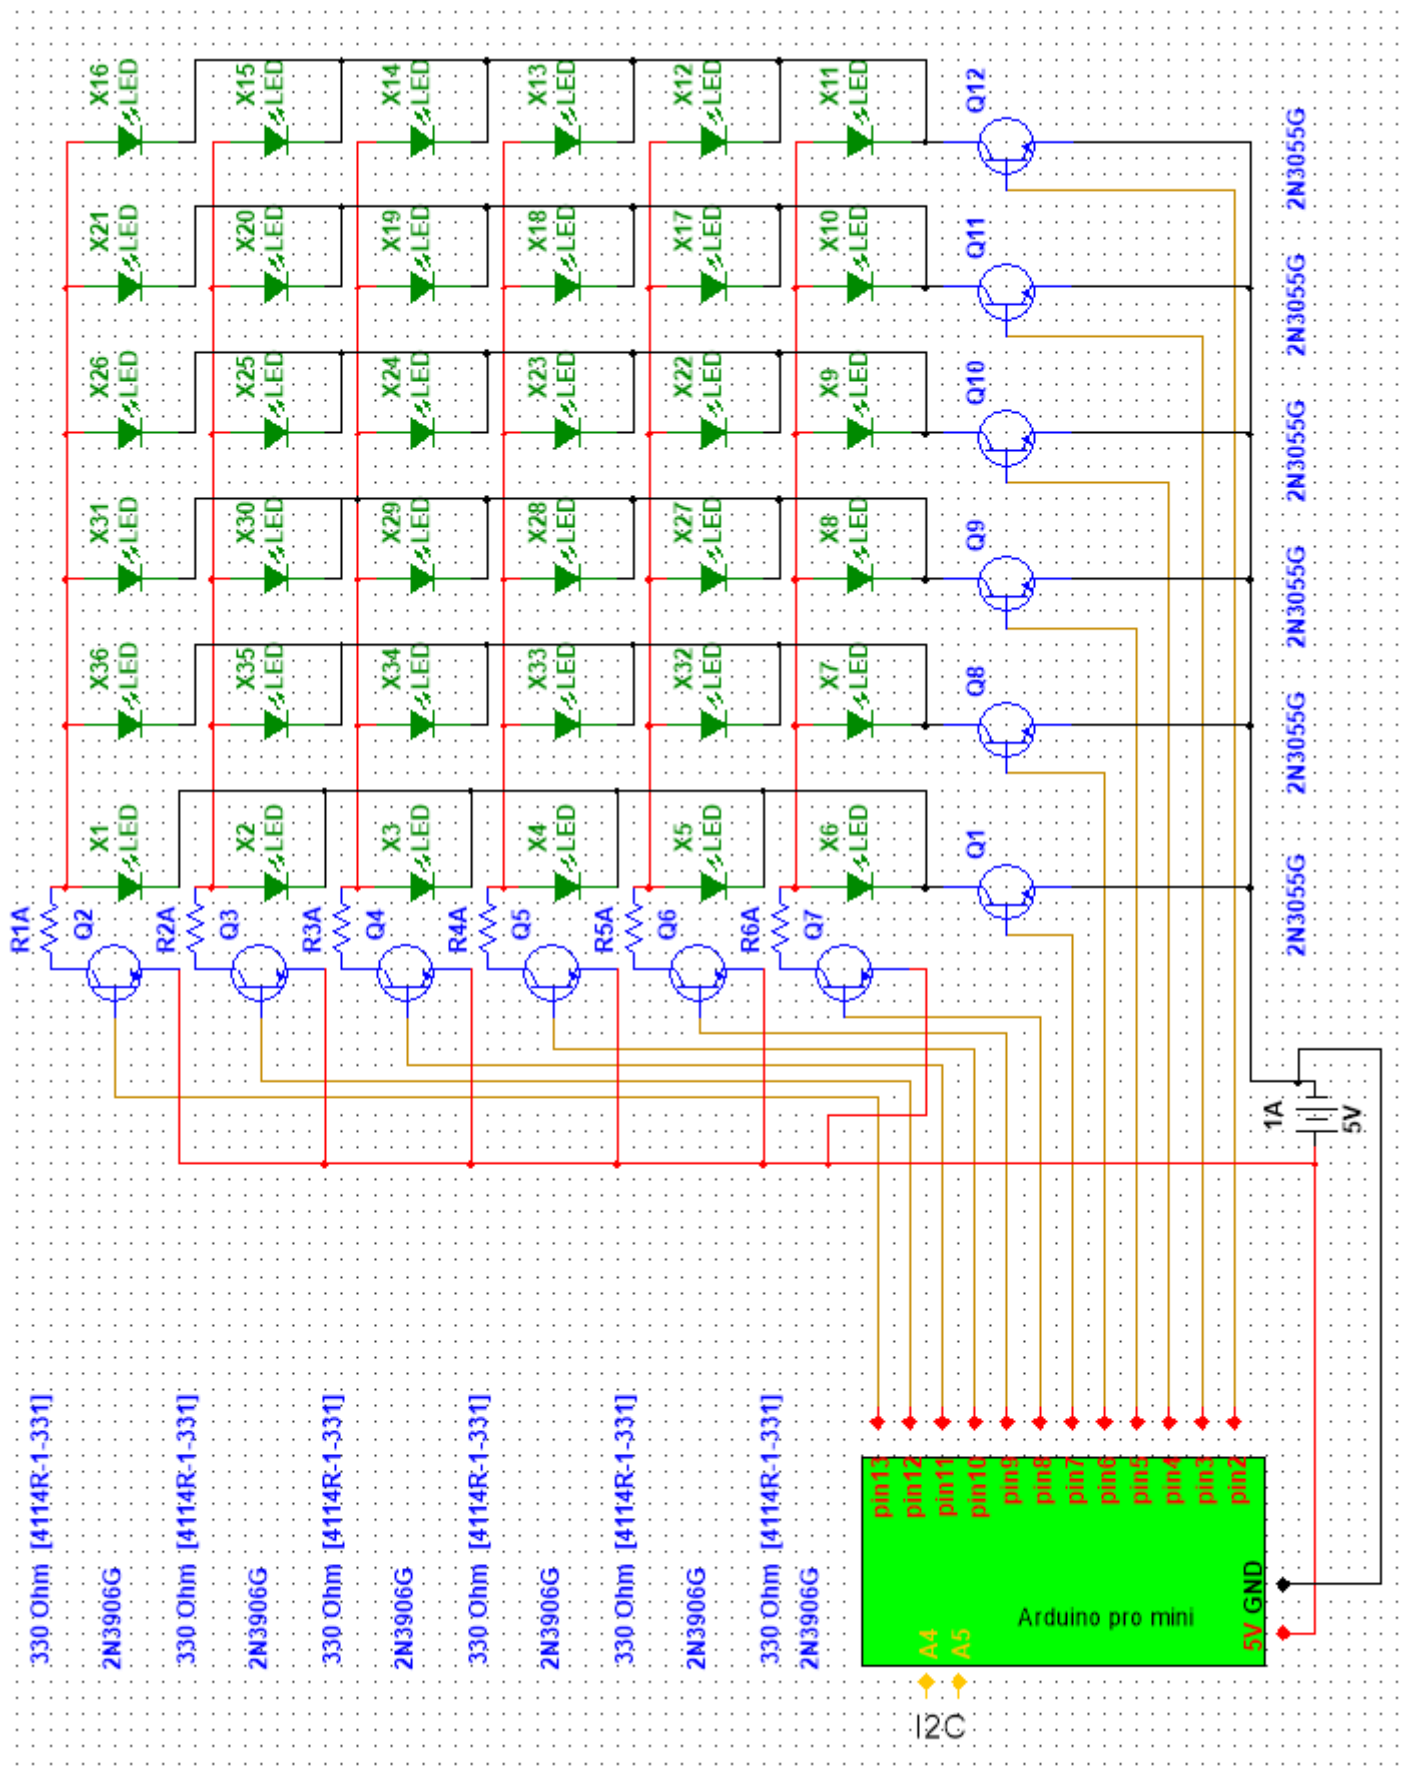 X16 LED
X15 LED
X14 LED
X13 LED
X12 LED
X11 LED
Q12
2N3055G
X21 LED
X20 LED
X19 LED
X18 LED
X17 LED
X10 LED
Q11
2N3055G
X26 LED
X25 LED
X24 LED
X23 LED
X22 LED
X9 LED
Q10
2N3055G
X31 LED
X30 LED
X29 LED
X28 LED
X27 LED
X8 LED
Q9
2N3055G
X36 LED
X35 LED
X34 LED
X33 LED
X32 LED
X7 LED
Q8
2N3055G
X1 LED
X2 LED
X3 LED
X4 LED
X5 LED
X6 LED
Q1
2N3055G
R1A
Q2
R2A
Q3
R3A
Q4
R4A
Q5
R5A
Q6
R6A
Q7
1A
5V
330 Ohm [4114R-1-331]
2N3906G
330 Ohm [4114R-1-331]
2N3906G
330 Ohm [4114R-1-331]
2N3906G
330 Ohm [4114R-1-331]
2N3906G
330 Ohm [4114R-1-331]
2N3906G
330 Ohm [4114R-1-331]
2N3906G
pin13
pin12
pin11
pin10
pin9
pin8
pin7
pin6
pin5
pin4
pin3
pin2
5V GND
Arduino pro mini
A4
A5
I2C